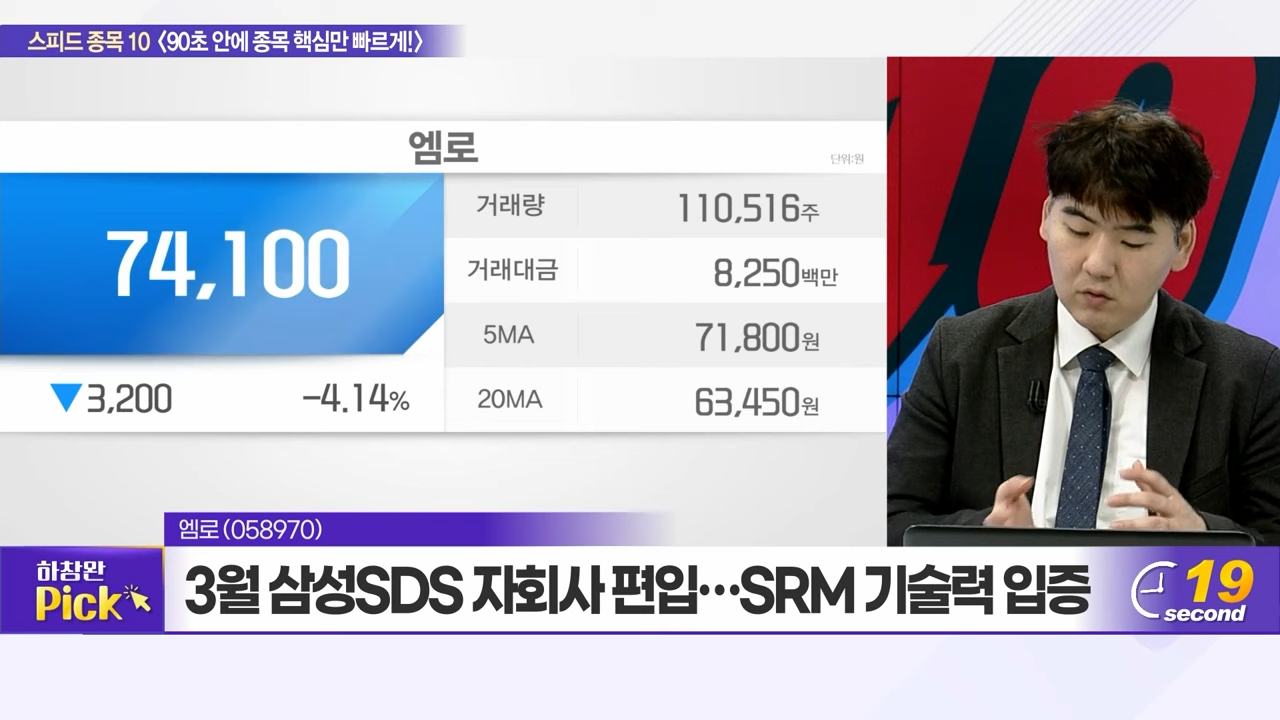 스피드 종목 10 〈90초 안에 종목 핵심만 빠르게!〉
엠로
단위:원
74,100
▼3,200 -4.14%
거래량 110,516주
거래대금 8,250백만
5MA 71,800원
20MA 63,450원
엠로(058970)
하창완
Pick
3월 삼성SDS 자회사 편입…SRM 기술력 입증
19
second